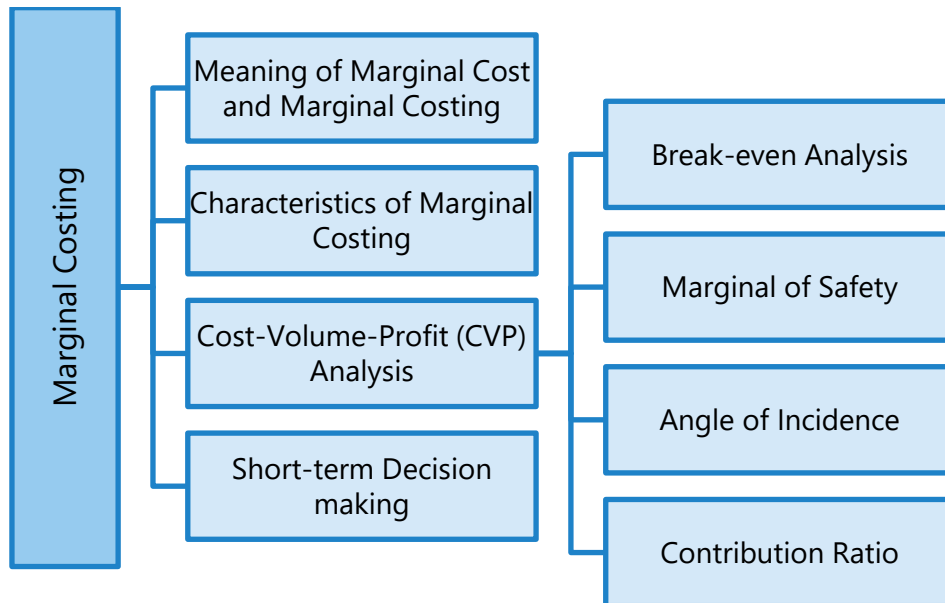 Marginal Costing
Meaning of Marginal Cost
and Marginal Costing
Characteristics of Marginal
Costing
Cost-Volume-Profit (CVP)
Analysis
Short-term Decision
making
Break-even Analysis
Marginal of Safety
Angle of Incidence
Contribution Ratio